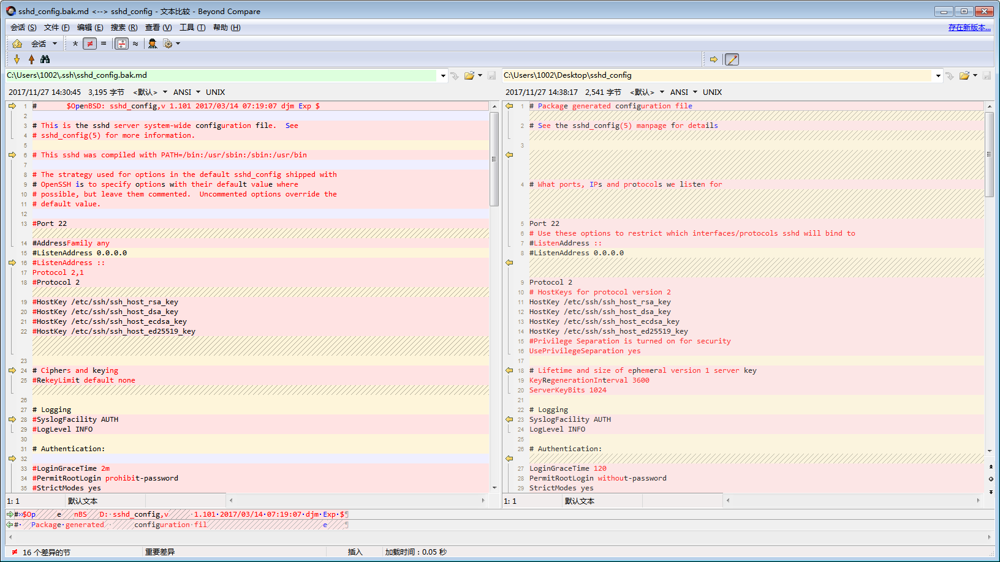 sshd_config.bak.md <--> sshd_config - 文本比较 - Beyond Compare
会话 (S) 文件 (F) 编辑 (E) 搜索 (R) 查看 (V) 工具 (T) 帮助 (H) 存在新版本...
会话 * ≠ = ≈
C:\Users\1002\.ssh\sshd_config.bak.md
2017/11/27 14:30:45 3,195 字节 <默认> ANSI UNIX
1 # $OpenBSD: sshd_config,v 1.101 2017/03/14 07:19:07 djm Exp $
2
3 # This is the sshd server system-wide configuration file.  See
4 # sshd_config(5) for more information.
5
6 # This sshd was compiled with PATH=/bin:/usr/sbin:/sbin:/usr/bin
7
8 # The strategy used for options in the default sshd_config shipped with
9 # OpenSSH is to specify options with their default value where
10 # possible, but leave them commented.  Uncommented options override the
11 # default value.
12
13 #Port 22
14 #AddressFamily any
15 #ListenAddress 0.0.0.0
16 #ListenAddress ::
17 Protocol 2,1
18 #Protocol 2
19 #HostKey /etc/ssh/ssh_host_rsa_key
20 #HostKey /etc/ssh/ssh_host_dsa_key
21 #HostKey /etc/ssh/ssh_host_ecdsa_key
22 #HostKey /etc/ssh/ssh_host_ed25519_key
23
24 # Ciphers and keying
25 #RekeyLimit default none
26
27 # Logging
28 #SyslogFacility AUTH
29 #LogLevel INFO
30
31 # Authentication:
32
33 #LoginGraceTime 2m
34 #PermitRootLogin prohibit-password
35 #StrictModes yes
1: 1 默认文本
C:\Users\1002\Desktop\sshd_config
2017/11/27 14:38:17 2,541 字节 <默认> ANSI UNIX
1 # Package generated configuration file
2 # See the sshd_config(5) manpage for details
3
4 # What ports, IPs and protocols we listen for
5 Port 22
6 # Use these options to restrict which interfaces/protocols sshd will bind to
7 #ListenAddress ::
8 #ListenAddress 0.0.0.0
9 Protocol 2
10 # HostKeys for protocol version 2
11 HostKey /etc/ssh/ssh_host_rsa_key
12 HostKey /etc/ssh/ssh_host_dsa_key
13 HostKey /etc/ssh/ssh_host_ecdsa_key
14 HostKey /etc/ssh/ssh_host_ed25519_key
15 #Privilege Separation is turned on for security
16 UsePrivilegeSeparation yes
17
18 # Lifetime and size of ephemeral version 1 server key
19 KeyRegenerationInterval 3600
20 ServerKeyBits 1024
21
22 # Logging
23 SyslogFacility AUTH
24 LogLevel INFO
25
26 # Authentication:
27 LoginGraceTime 120
28 PermitRootLogin without-password
29 StrictModes yes
1: 1 默认文本
#»$Op e nBS D:·sshd_config,v ·1.101·2017/03/14·07:19:07·djm·Exp·$¶
#· Package·generated· configuration·fil e ¶
≠ 16 个差异的节 重要差异 插入 加载时间：0.05 秒